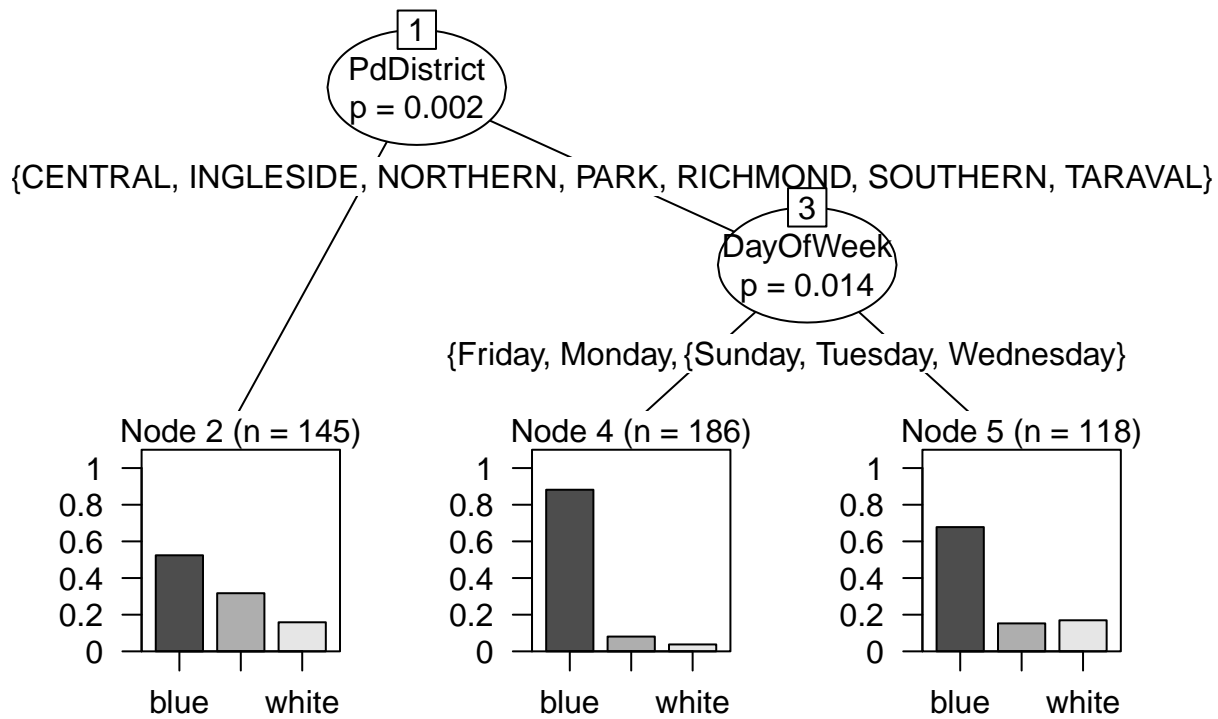 1
PdDistrict
p = 0.002
{CENTRAL, INGLESIDE, NORTHERN, PARK, RICHMOND, SOUTHERN, TARAVAL}
3
DayOfWeek
p = 0.014
{Friday, Monday, {Sunday, Tuesday, Wednesday}
Node 2 (n = 145) Node 4 (n = 186) Node 5 (n = 118)
1 1 1
0.8 0.8 0.8
0.6 0.6 0.6
0.4 0.4 0.4
0.2 0.2 0.2
0 0 0
blue white blue white blue white